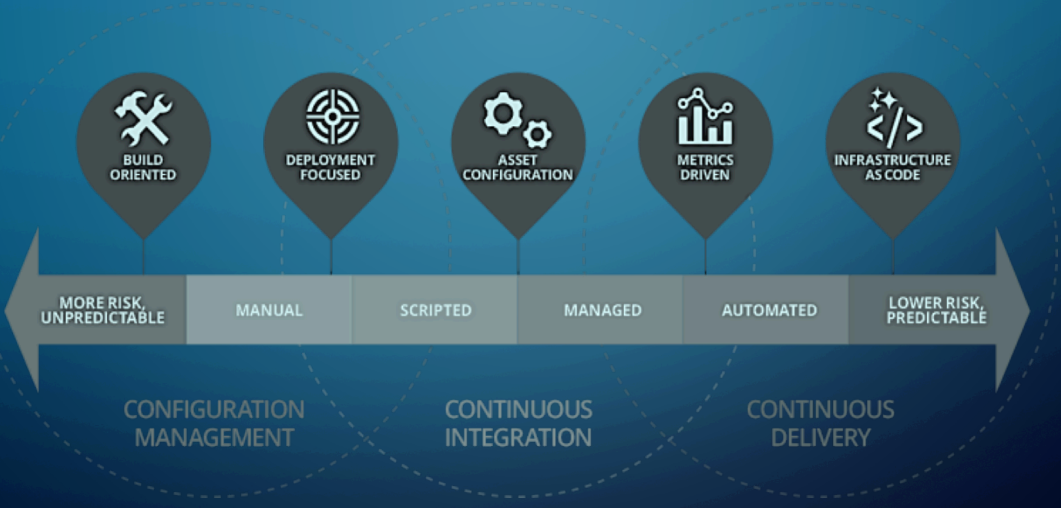 BUILD
ORIENTED
DEPLOYMENT
FOCUSED
ASSET
CONFIGURATION
METRICS
DRIVEN
INFRASTRUCTURE
AS CODE
MORE RISK,
UNPREDICTABLE
MANUAL
SCRIPTED
MANAGED
AUTOMATED
LOWER RISK,
PREDICTABLE
CONFIGURATION
MANAGEMENT
CONTINUOUS
INTEGRATION
CONTINUOUS
DELIVERY